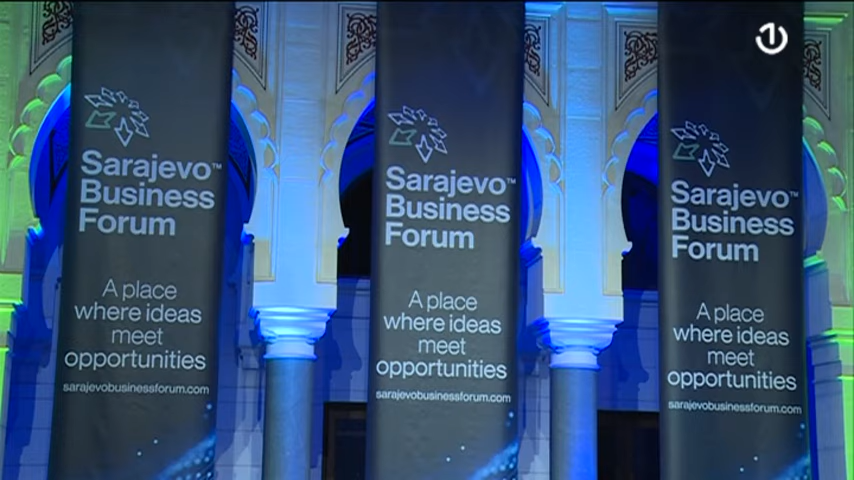 Sarajevo™
Business
Forum
A place
where ideas
meet
opportunities
sarajevobusinessforum.com
Sarajevo™
Business
Forum
A place
where ideas
meet
opportunities
sarajevobusinessforum.com
Sarajevo™
Business
Forum
A place
where ideas
meet
opportunities
sarajevobusinessforum.com
1